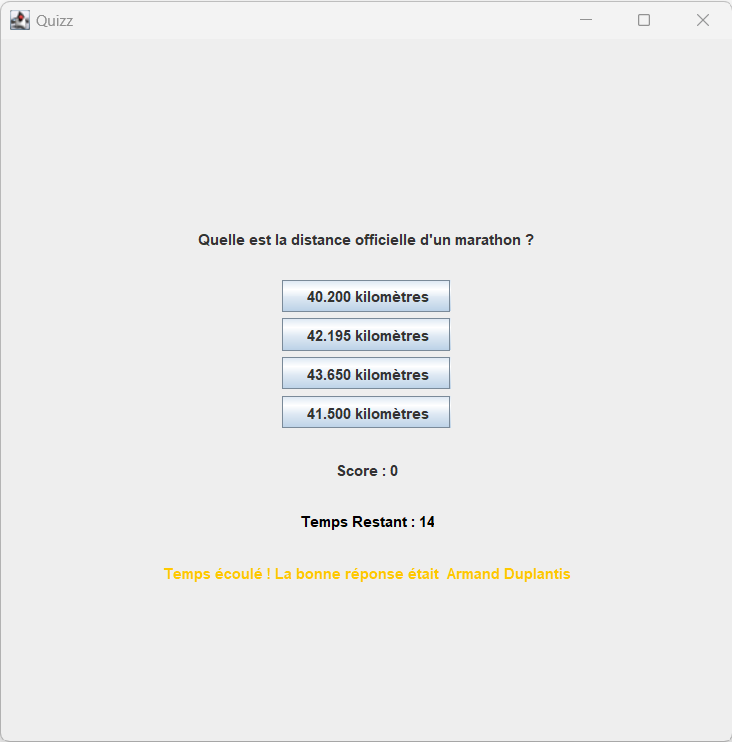 Quizz
Quelle est la distance officielle d'un marathon ?
40.200 kilomètres
42.195 kilomètres
43.650 kilomètres
41.500 kilomètres
Score : 0
Temps Restant : 14
Temps écoulé ! La bonne réponse était  Armand Duplantis